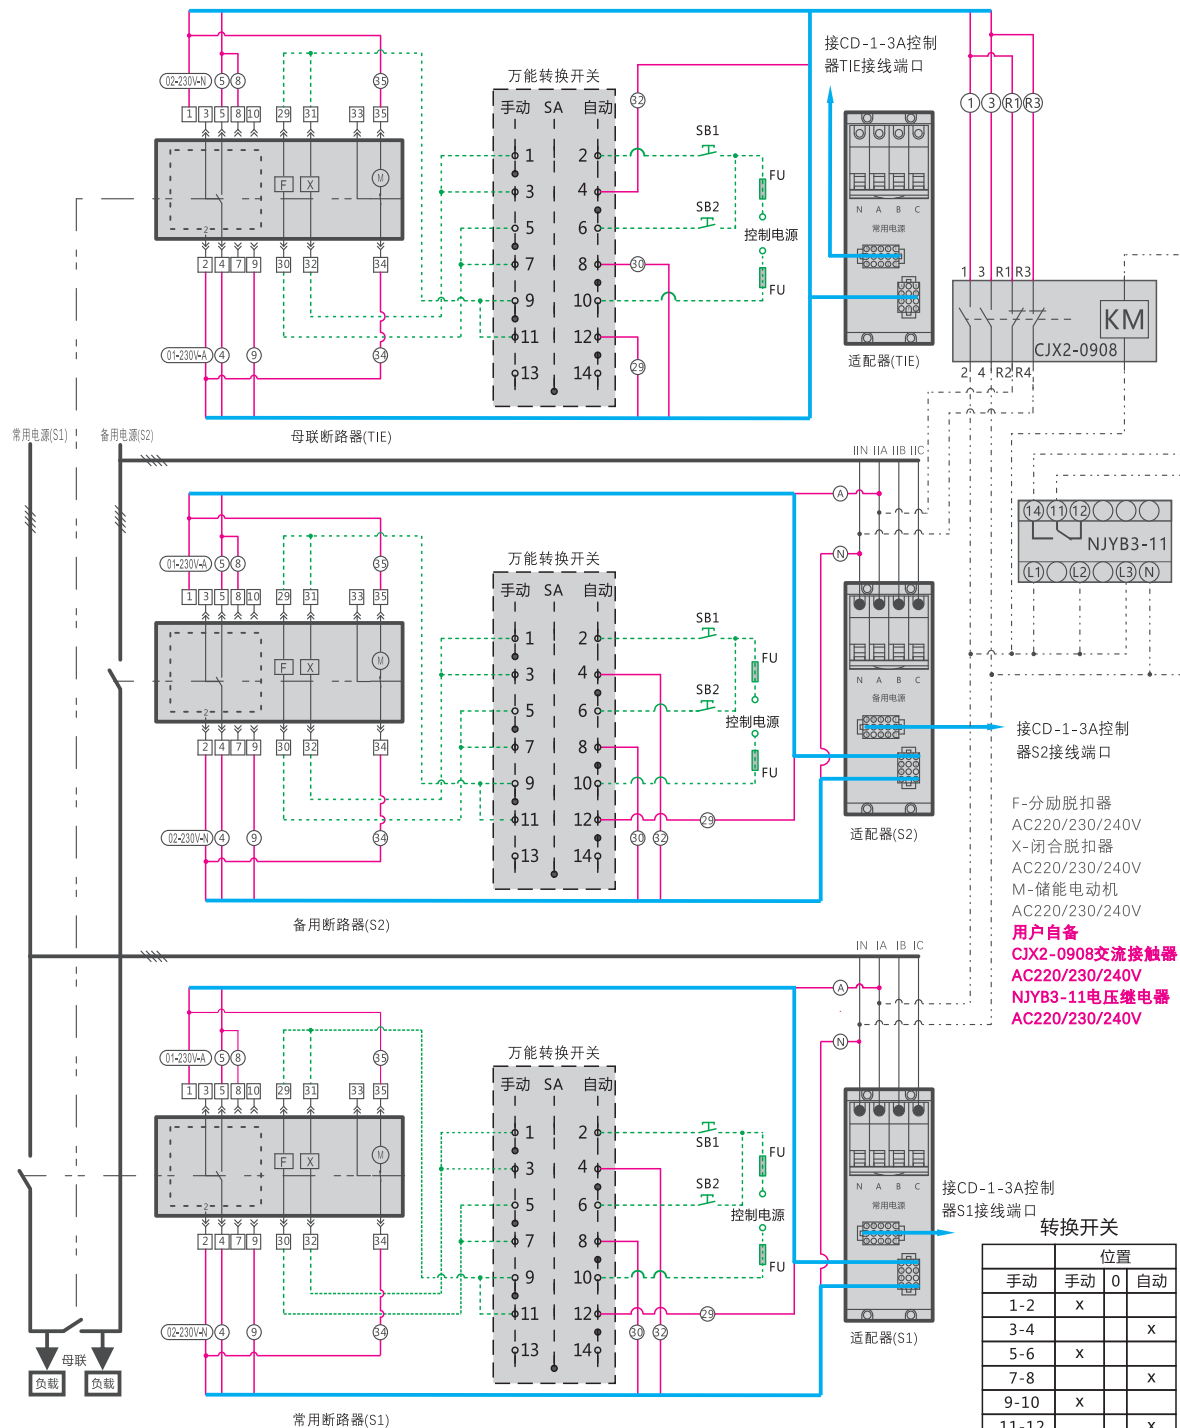 接CD-1-3A控制
器TIE接线端口
万能转换开关
手动 SA 自动
02-230V-N 5 8 35
1 3 5 8 10 29 31 33 35
F X M
2
2 4 7 9 30 32 34
01-230V-A 4 9 34
1 2
3 4
5 6
7 8
9 10
11 12
13 14
32
30
29
SB1
SB2
FU
控制电源
FU
N A B C
常用电源
适配器(TIE)
1 3 R1 R3
1 3 R1 R3
KM
CJX2-0908
2 4 R2 R4
母联断路器(TIE)
常用电源(S1)
备用电源(S2)
IIN IIA IIB IIC
A
N
14 11 12
NJYB3-11
L1 L2 L3 N
万能转换开关
手动 SA 自动
01-230V-A 5 8 35
1 3 5 8 10 29 31 33 35
F X M
2
2 4 7 9 30 32 34
02-230V-N 4 9 34
1 2
3 4
5 6
7 8
9 10
11 12
13 14
30 32
29
SB1
SB2
FU
控制电源
FU
N A B C
备用电源
适配器(S2)
接CD-1-3A控制
器S2接线端口
备用断路器(S2)
F-分励脱扣器
AC220/230/240V
X-闭合脱扣器
AC220/230/240V
M-储能电动机
AC220/230/240V
用户自备
CJX2-0908交流接触器
AC220/230/240V
NJYB3-11电压继电器
AC220/230/240V
IN IA IB IC
A
N
万能转换开关
手动 SA 自动
01-230V-A 5 8 35
1 3 5 8 10 29 31 33 35
F X M
2
2 4 7 9 30 32 34
02-230V-N 4 9 34
1 2
3 4
5 6
7 8
9 10
11 12
13 14
30 32
29
SB1
SB2
FU
控制电源
FU
N A B C
常用电源
适配器(S1)
接CD-1-3A控制
器S1接线端口
母联
负载 负载
常用断路器(S1)
转换开关
位置
手动 手动 0 自动
1-2 x
3-4 x
5-6 x
7-8 x
9-10 x
11-12 x